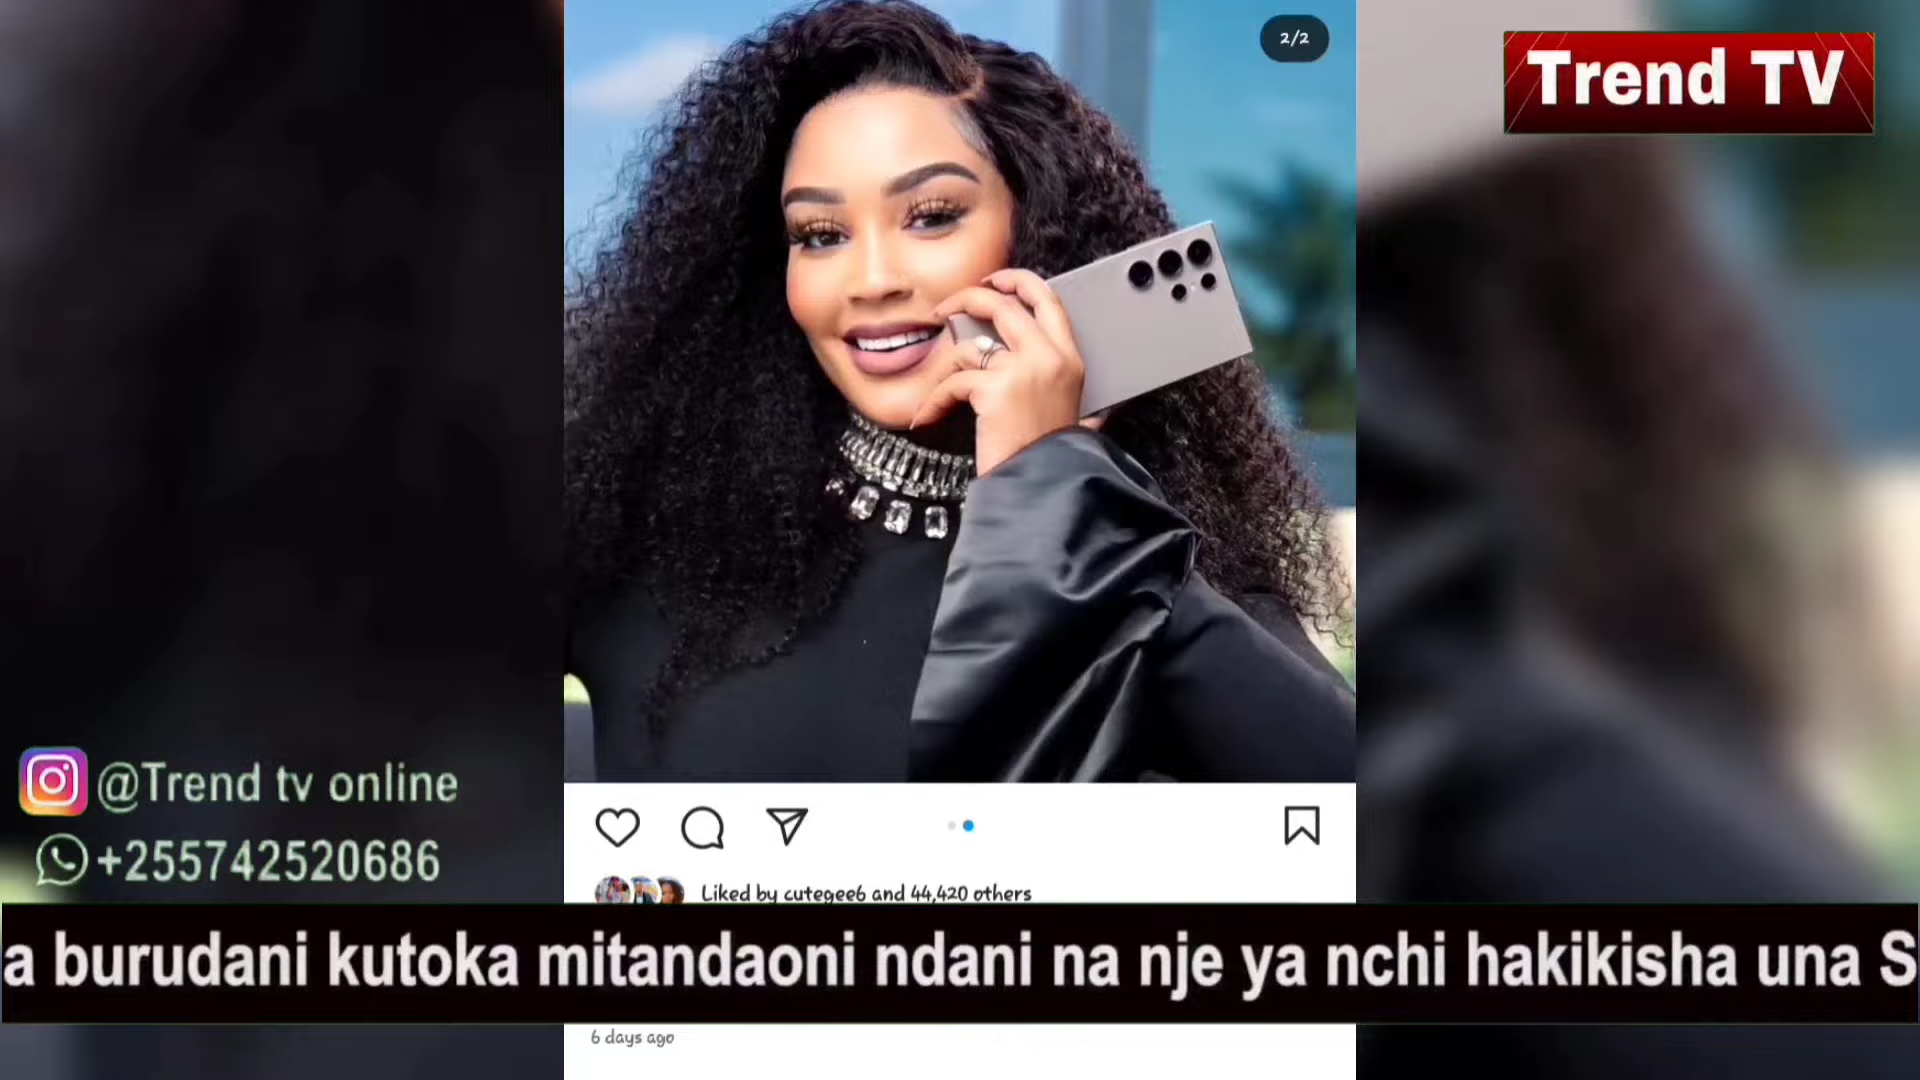 2/2
Trend TV
@Trend tv online
+255742520686
Liked by cutegee6 and 44,420 others
a burudani kutoka mitandaoni ndani na nje ya nchi hakikisha una S
6 days ago